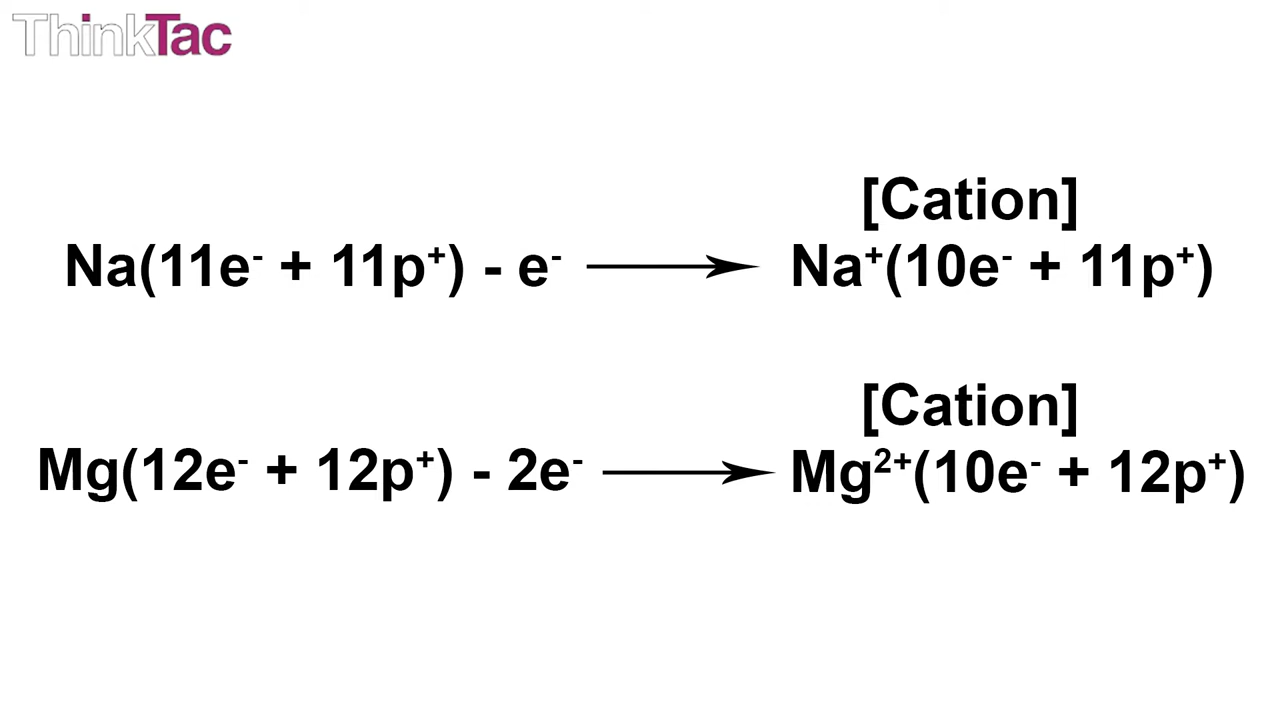 ThinkTac
[Cation]
Na(11e⁻ + 11p⁺) - e⁻ ⟶ Na⁺(10e⁻ + 11p⁺)
[Cation]
Mg(12e⁻ + 12p⁺) - 2e⁻ ⟶ Mg²⁺(10e⁻ + 12p⁺)